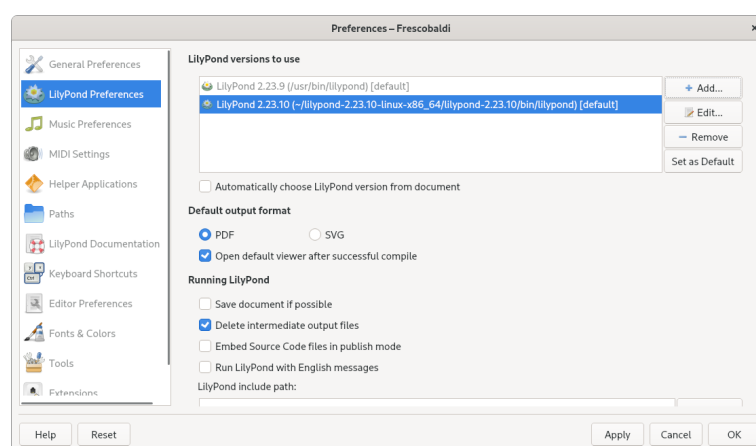 Preferences – Frescobaldi ×
General Preferences
LilyPond Preferences
Music Preferences
MIDI Settings
Helper Applications
Paths
LilyPond Documentation
Keyboard Shortcuts
Editor Preferences
Fonts & Colors
Tools
Extensions
LilyPond versions to use
LilyPond 2.23.9 (/usr/bin/lilypond) [default]
LilyPond 2.23.10 (~/lilypond-2.23.10-linux-x86_64/lilypond-2.23.10/bin/lilypond) [default]
Add...
Edit...
Remove
Set as Default
Automatically choose LilyPond version from document
Default output format
PDF SVG
Open default viewer after successful compile
Running LilyPond
Save document if possible
Delete intermediate output files
Embed Source Code files in publish mode
Run LilyPond with English messages
LilyPond include path:
Help Reset Apply Cancel OK